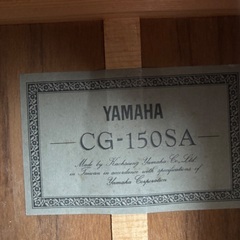 YAMAHA
CG-150SA
Made by Kaohsiung Yamaha Co., Ltd.
in Taiwan in accordance with specifications of
Yamaha Corporation